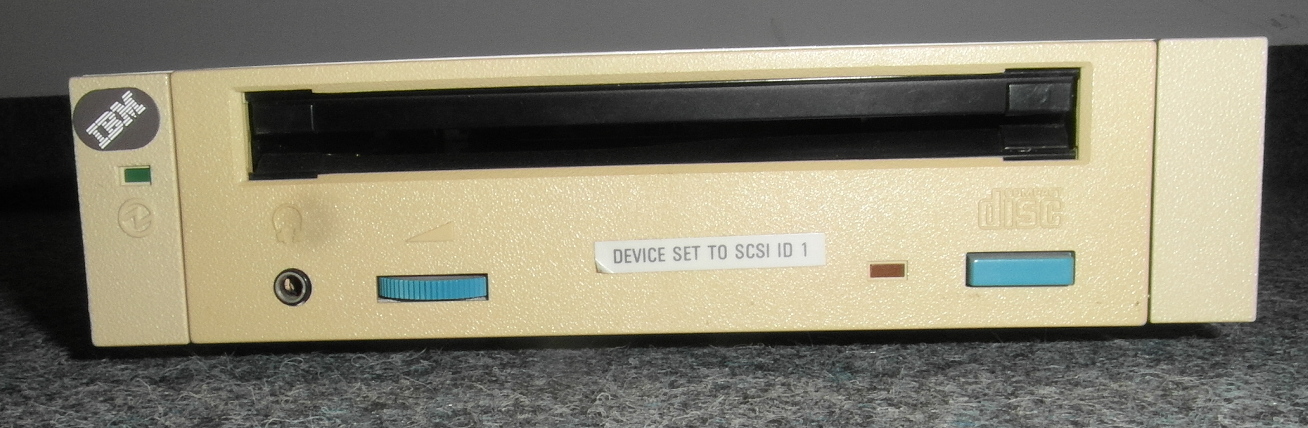 IBM
disc
DEVICE SET TO SCSI ID 1